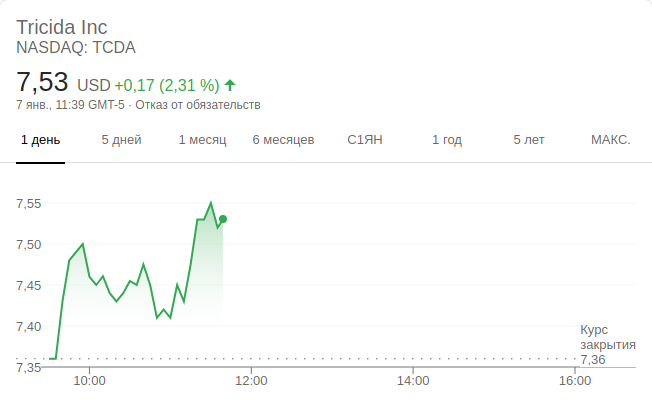 Tricida Inc
NASDAQ: TCDA
7,53 USD +0,17 (2,31 %)
7 янв., 11:39 GMT-5 · Отказ от обязательств
1 день 5 дней 1 месяц 6 месяцев С1ЯН 1 год 5 лет МАКС.
7,55
7,50
7,45
7,40
7,35
Курс
закрытия
7,36
10:00 12:00 14:00 16:00